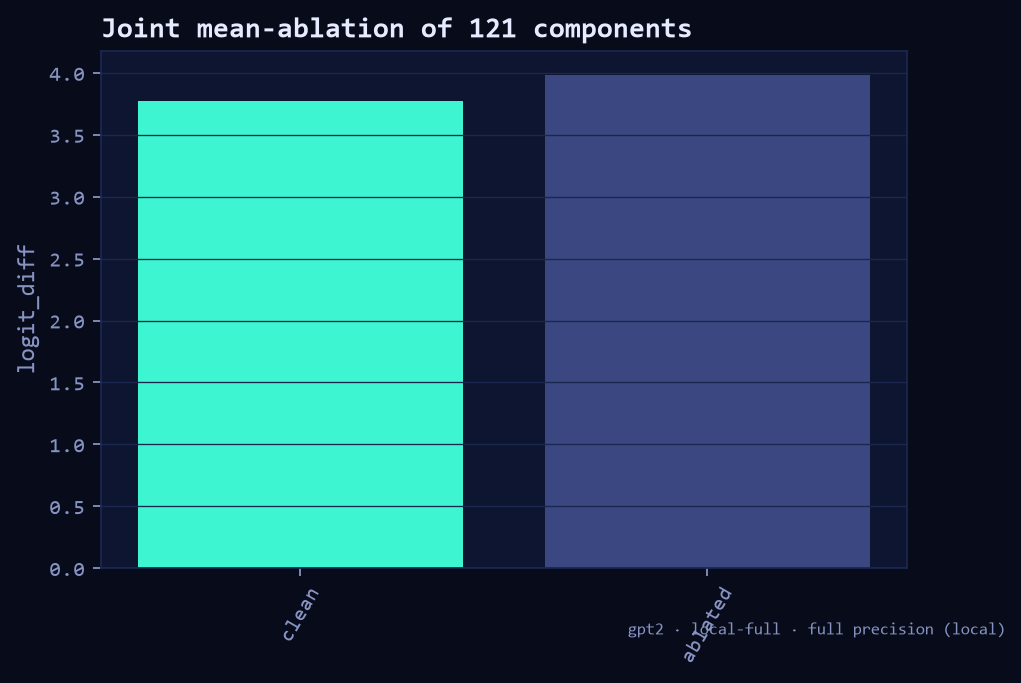 Joint mean-ablation of 121 components
logit_diff
4.0
3.5
3.0
2.5
2.0
1.5
1.0
0.5
0.0
clean
ablated
gpt2 · local-full · full precision (local)